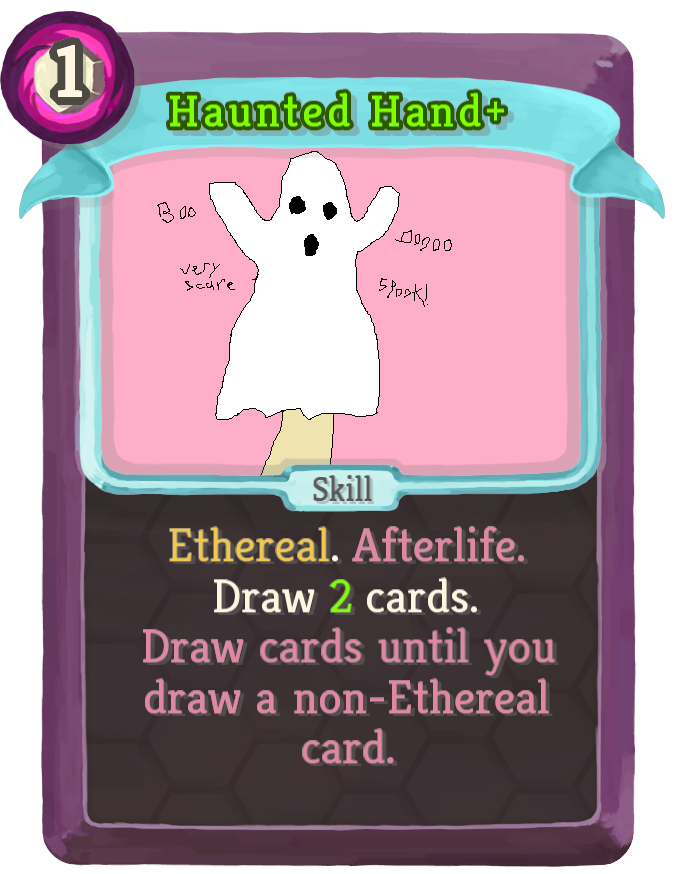 1
Haunted Hand+
Boo
ooooo
very
scare
Spook!
Skill
Ethereal. Afterlife.
Draw 2 cards.
Draw cards until you
draw a non-Ethereal
card.